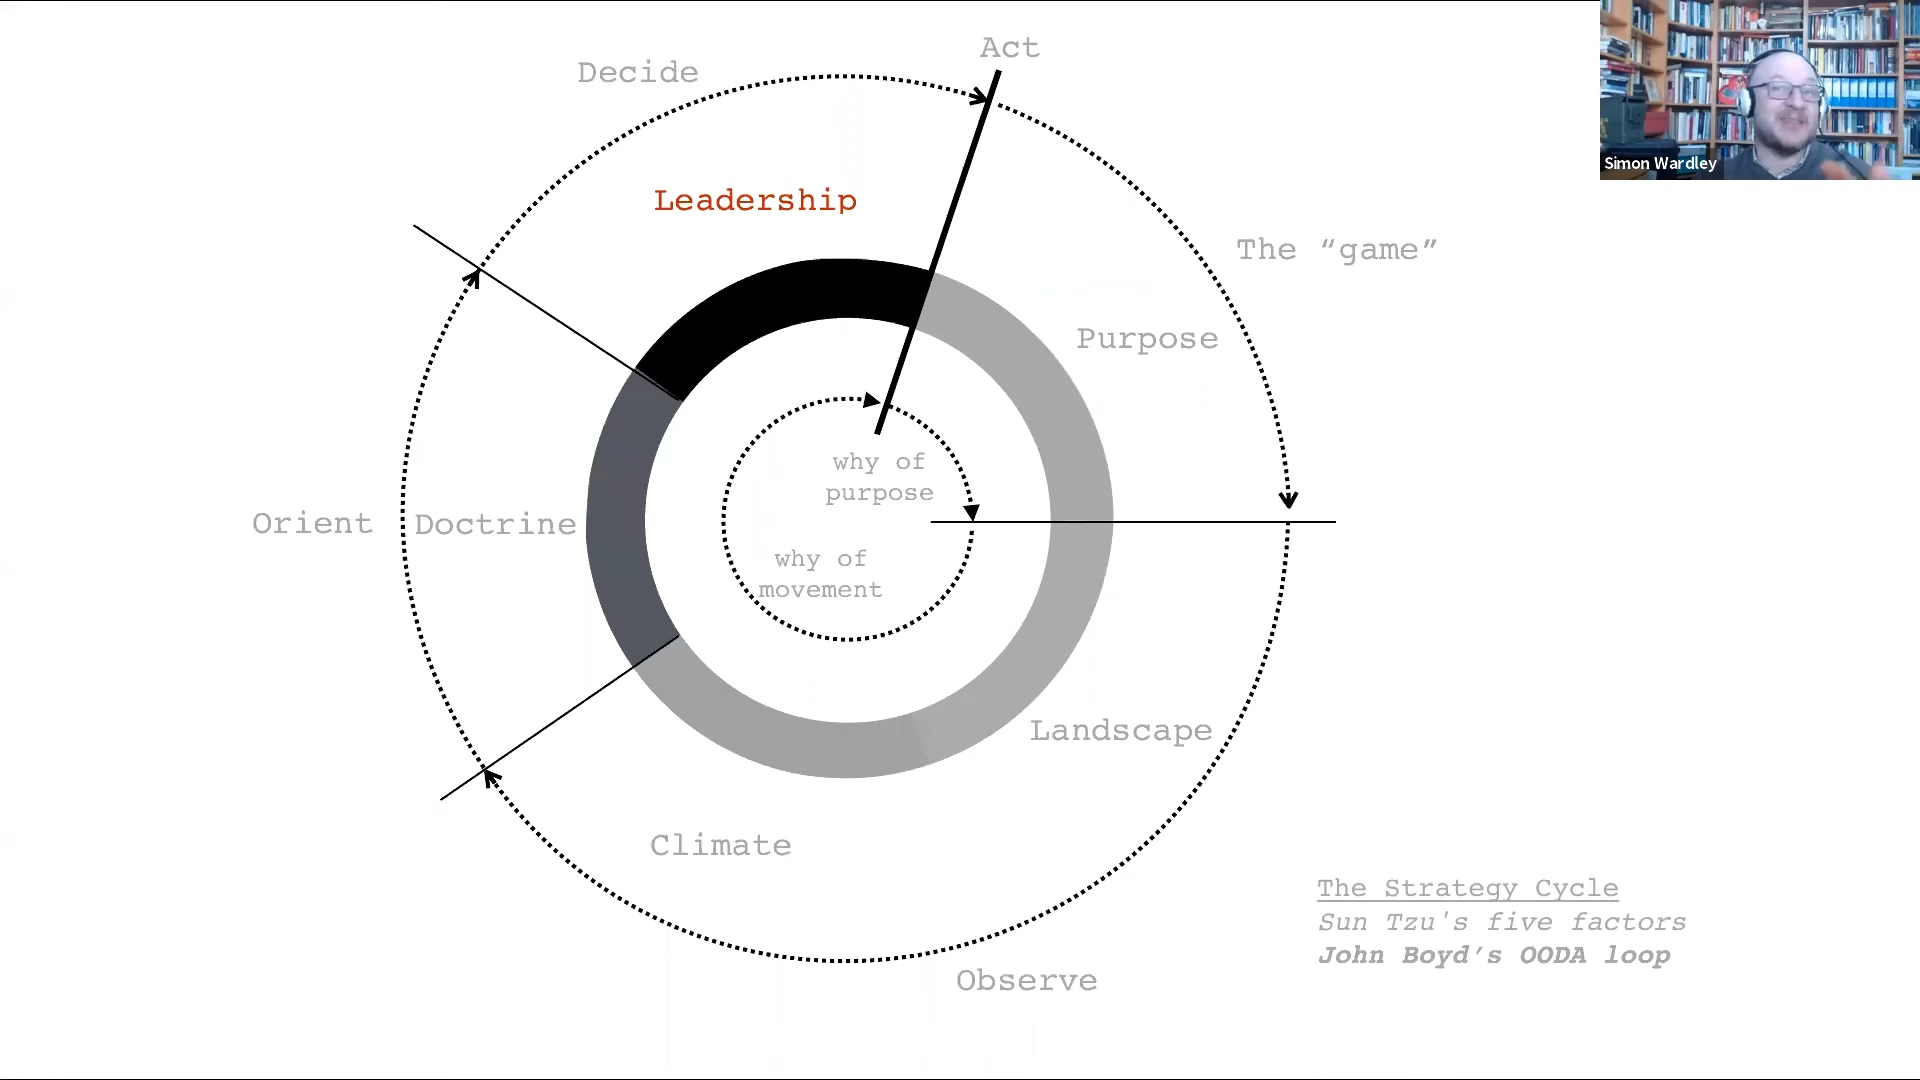 Act
Decide
Simon Wardley
Leadership
The “game”
Purpose
why of
purpose
Orient
Doctrine
why of
movement
Landscape
Climate
The Strategy Cycle
Sun Tzu's five factors
John Boyd’s OODA loop
Observe